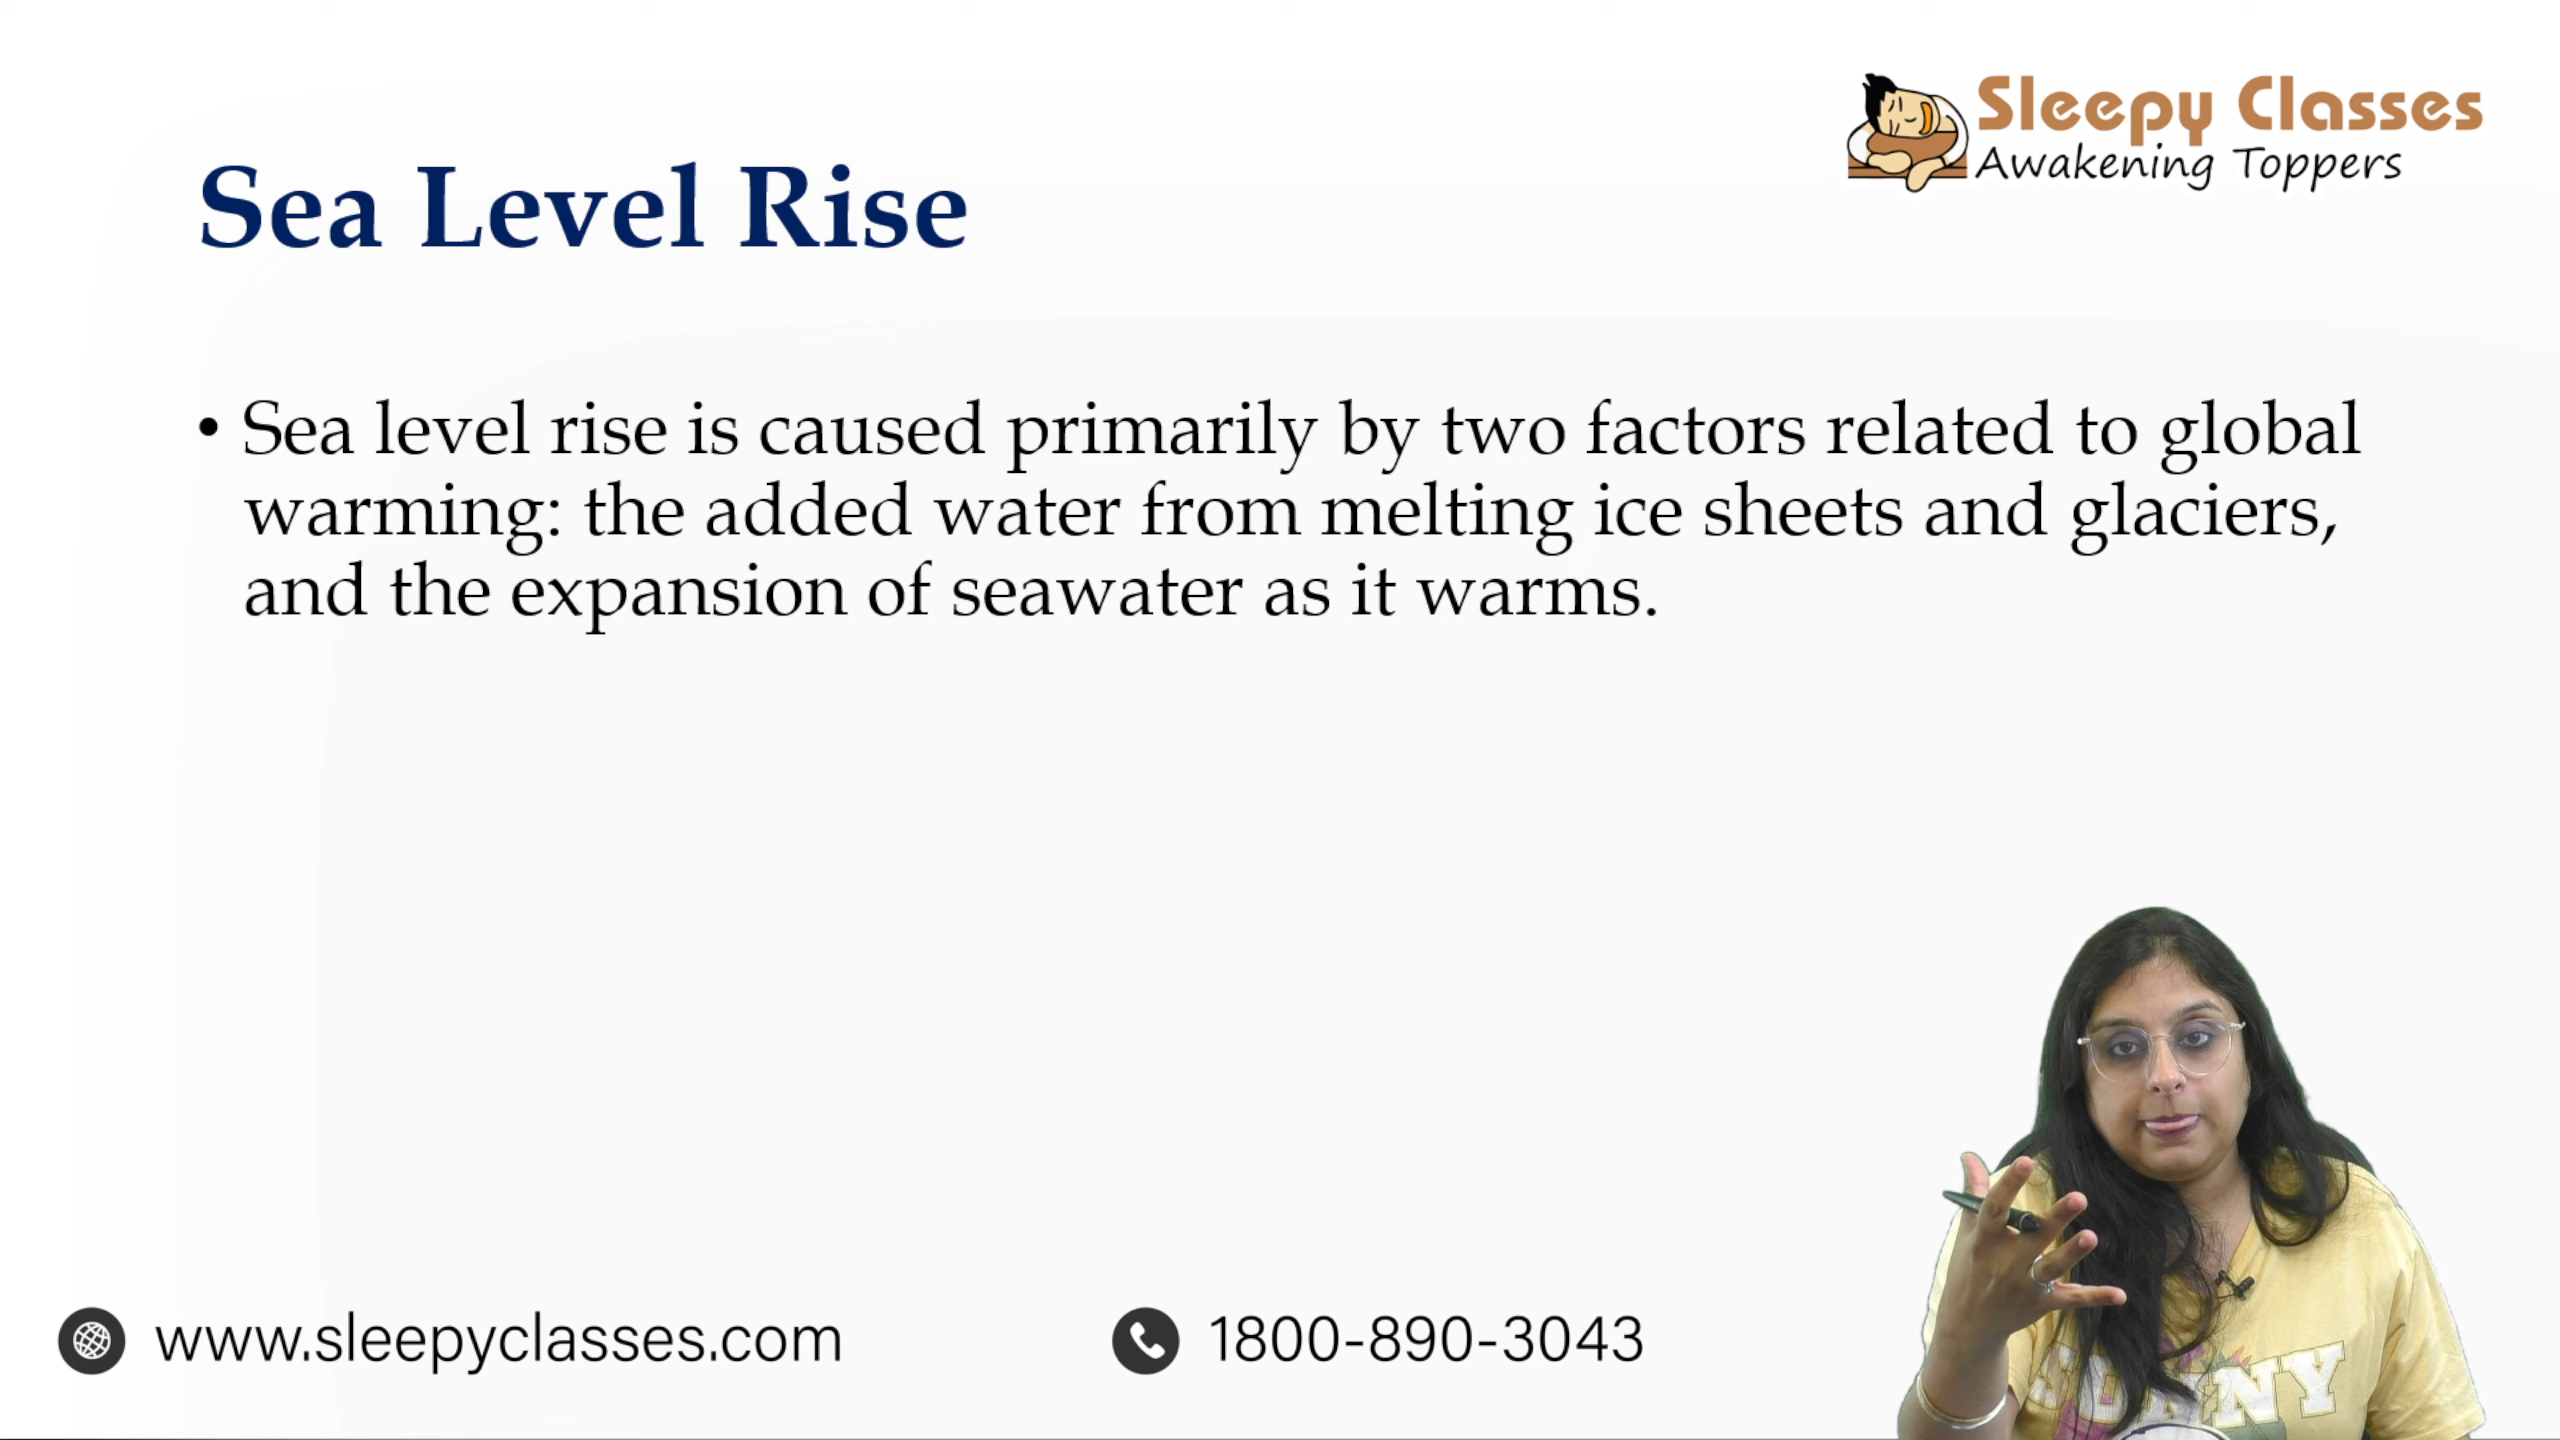 Sleepy Classes
Awakening Toppers
Sea Level Rise
• Sea level rise is caused primarily by two factors related to global
warming: the added water from melting ice sheets and glaciers,
and the expansion of seawater as it warms.
www.sleepyclasses.com
1800-890-3043